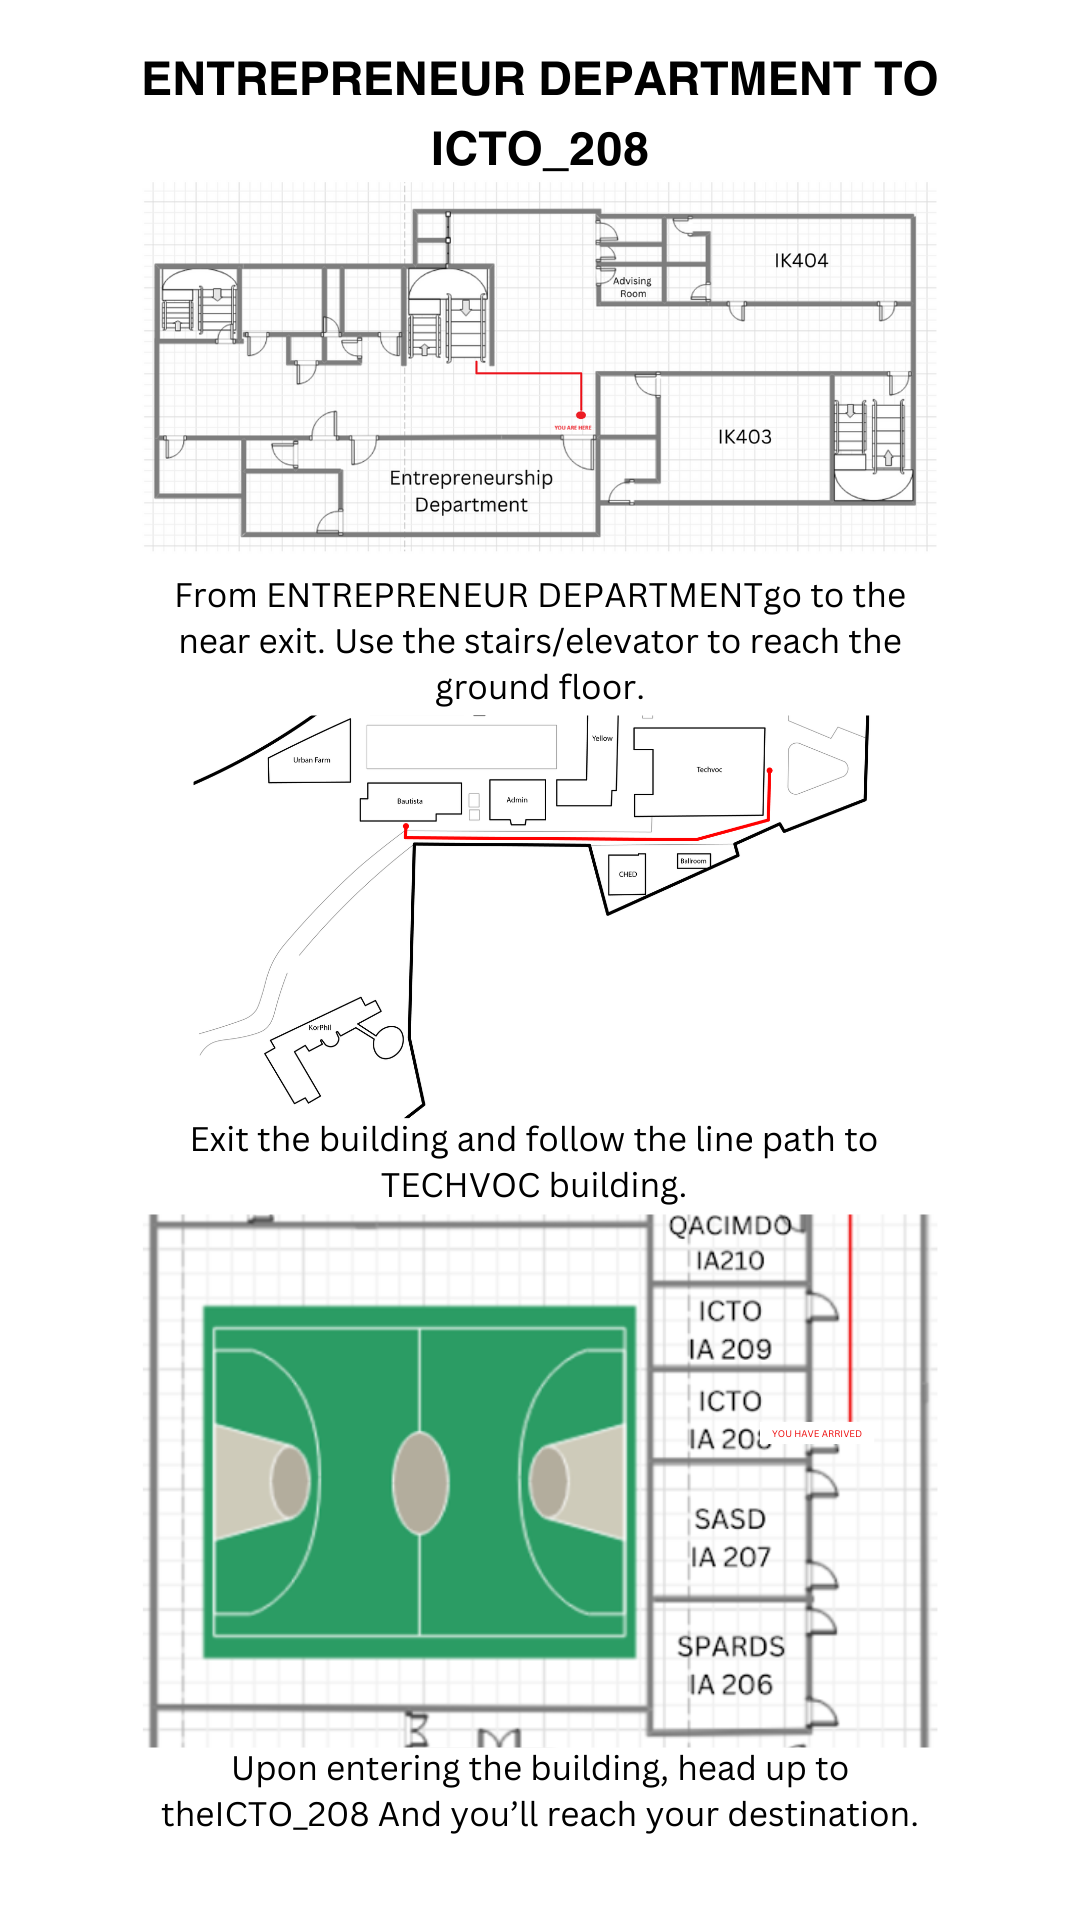 ENTREPRENEUR DEPARTMENT TO
ICTO_208
IK404
Advising
Room
YOU ARE HERE
IK403
Entrepreneurship
Department
From ENTREPRENEUR DEPARTMENTgo to the
near exit. Use the stairs/elevator to reach the
ground floor.
Urban Farm
Yellow
Techvoc
Bautista
Admin
CHED
Ballroom
KorPhil
Exit the building and follow the line path to
TECHVOC building.
QACIMDO
IA210
ICTO
IA 209
ICTO
IA 208
YOU HAVE ARRIVED
SASD
IA 207
SPARDS
IA 206
Upon entering the building, head up to
theICTO_208 And you’ll reach your destination.